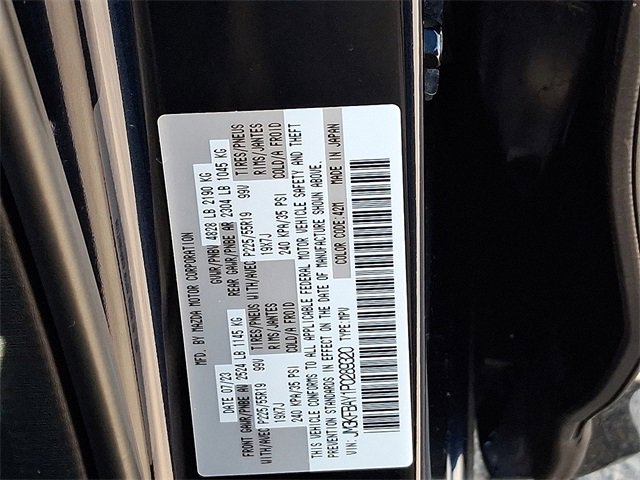 MFD. BY MAZDA MOTOR CORPORATION
DATE 07/23 GVWR/PNBV 4828 LB 2190 KG
FRONT GAWR/PNBE AV 2524 LB 1145 KG REAR GAWR/PNBE AR 2304 LB 1045 KG
WITH/AVEC P225/55R19 99V TIRES/PNEUS WITH/AVEC P225/55R19 99V TIRES/PNEUS
19X7J RIMS/JANTES 19X7J RIMS/JANTES
240 KPA/35 PSI COLD/A FROID 240 KPA/35 PSI COLD/A FROID
THIS VEHICLE CONFORMS TO ALL APPLICABLE FEDERAL MOTOR VEHICLE SAFETY AND THEFT
PREVENTION STANDARDS IN EFFECT ON THE DATE OF MANUFACTURE SHOWN ABOVE.
COLOR CODE:42M MADE IN JAPAN
VIN:JM3KFBAY1P0289320 TYPE:MPV